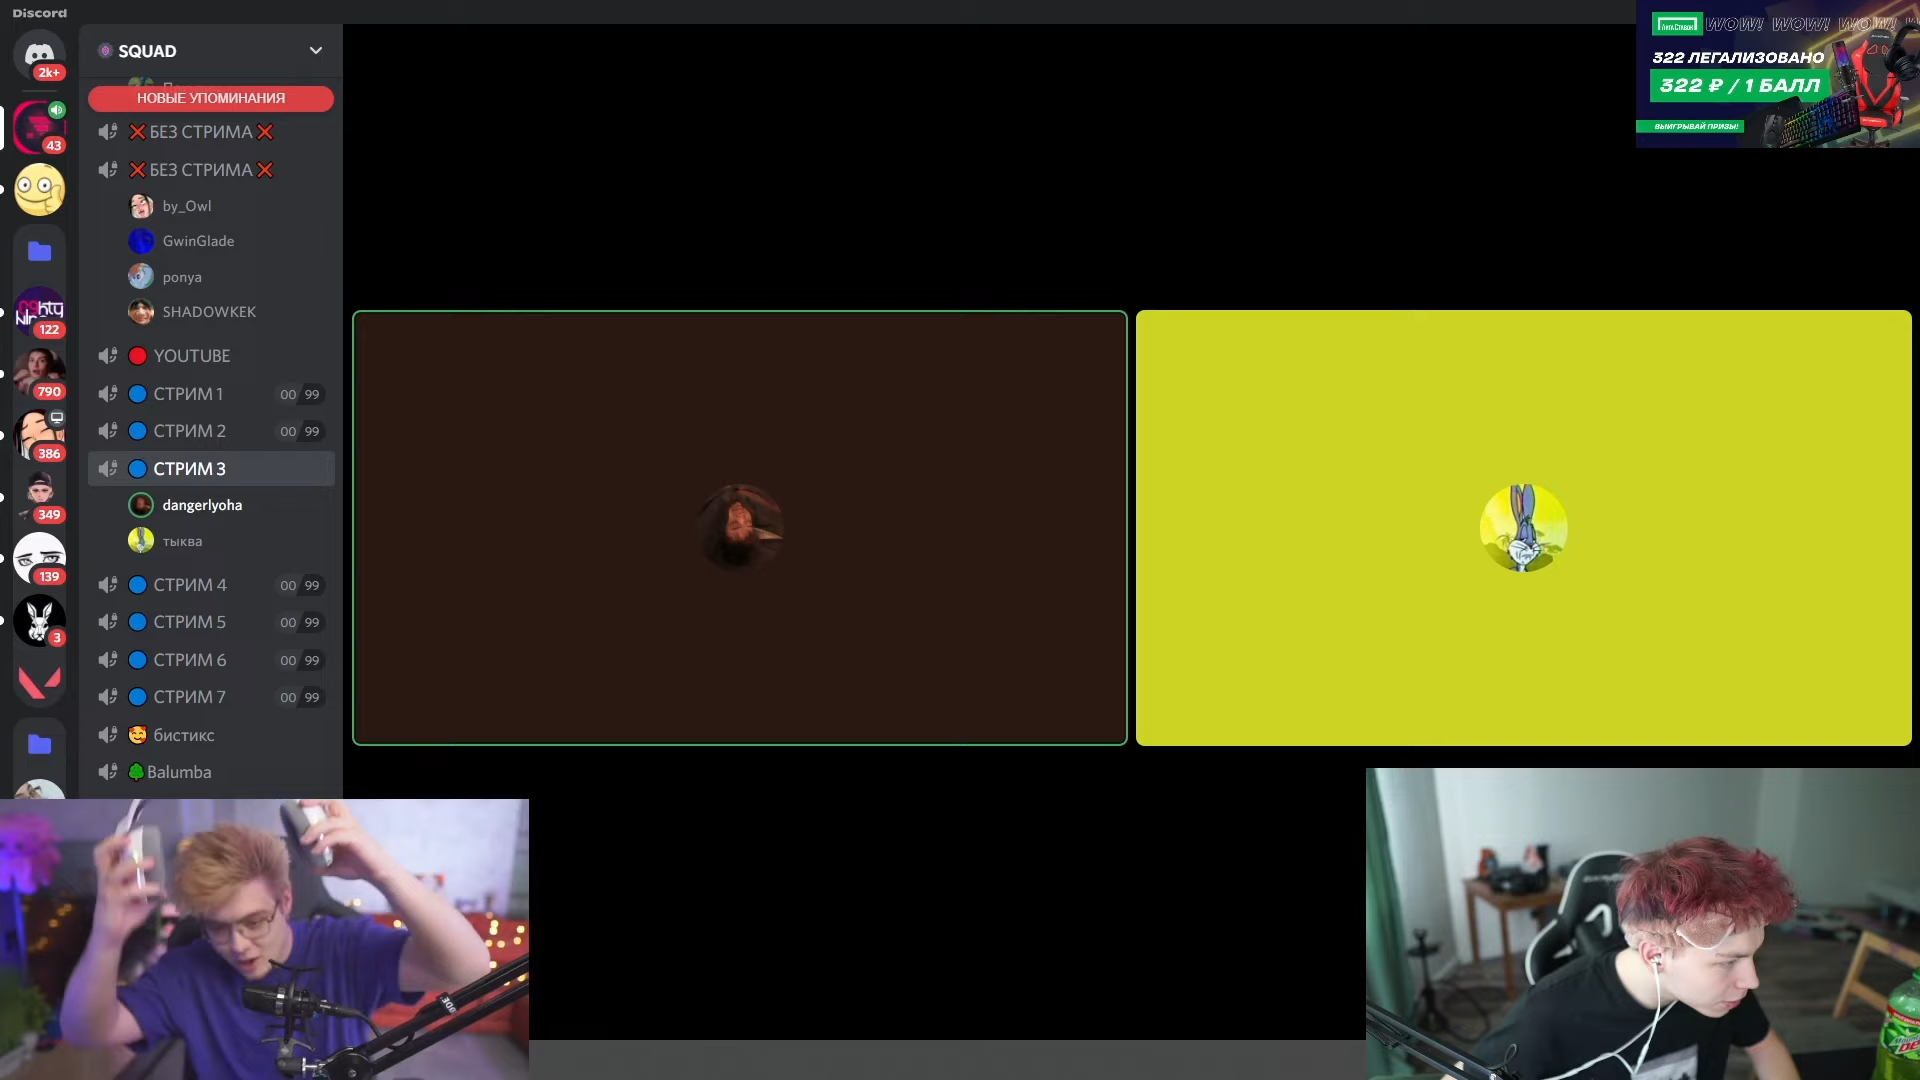 Discord
SQUAD
2k+
НОВЫЕ УПОМИНАНИЯ
БЕЗ СТРИМА
43
БЕЗ СТРИМА
by_Owl
GwinGlade
ponya
SHADOWKEK
122
YOUTUBE
790
СТРИМ 1 00 99
СТРИМ 2 00 99
386
СТРИМ 3
dangerlyoha
349
тыква
139
СТРИМ 4 00 99
СТРИМ 5 00 99
3
СТРИМ 6 00 99
СТРИМ 7 00 99
бистикс
Balumba
ЛИГА СТАВОК
WOW! WOW! WOW!
322 ЛЕГАЛИЗОВАНО
322 ₽ / 1 БАЛЛ
ВЫИГРЫВАЙ ПРИЗЫ!
RODE